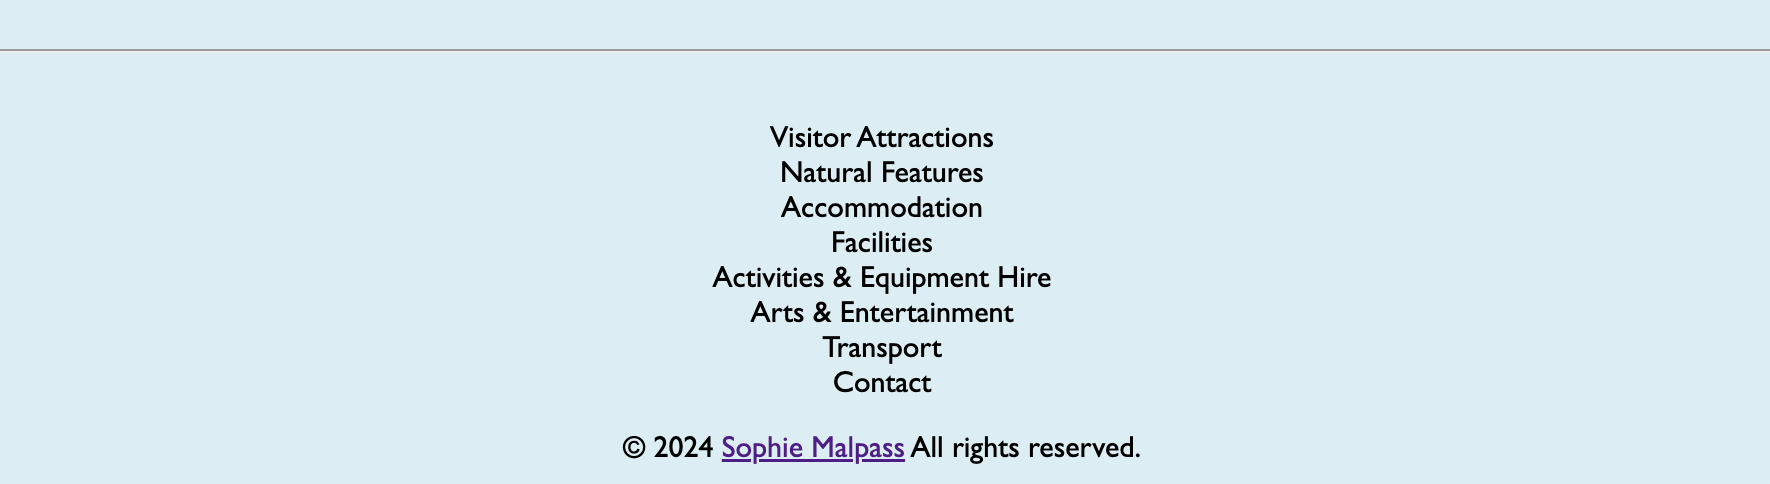 Visitor Attractions
Natural Features
Accommodation
Facilities
Activities & Equipment Hire
Arts & Entertainment
Transport
Contact
© 2024 Sophie Malpass All rights reserved.